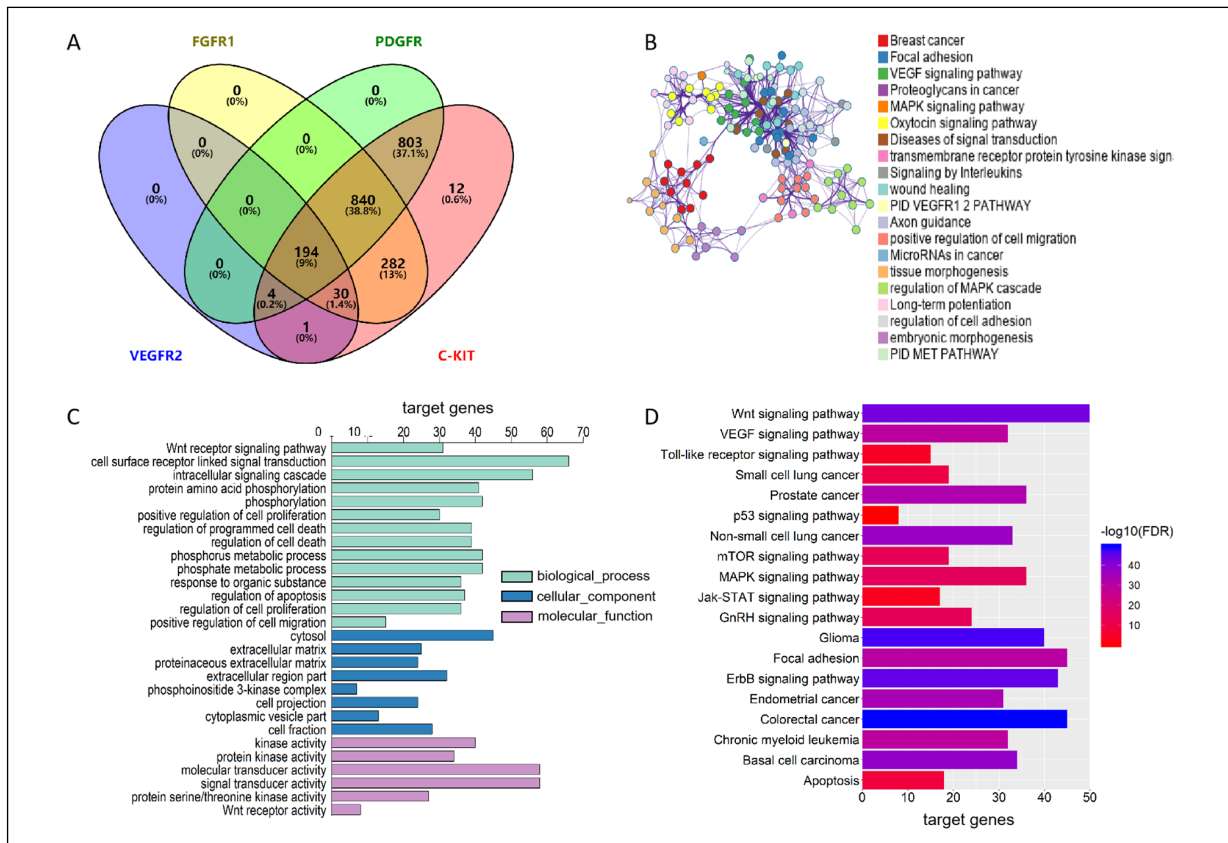 A
FGFR1
PDGFR
0
(0%)
0
(0%)
0
(0%)
0
(0%)
803
(37.1%)
0
(0%)
0
(0%)
840
(38.8%)
12
(0.6%)
194
(9%)
0
(0%)
282
(13%)
4
(0.2%)
30
(1.4%)
1
(0%)
VEGFR2
C-KIT
B
Breast cancer
Focal adhesion
VEGF signaling pathway
Proteoglycans in cancer
MAPK signaling pathway
Oxytocin signaling pathway
Diseases of signal transduction
transmembrane receptor protein tyrosine kinase sign
Signaling by Interleukins
wound healing
PID VEGFR1 2 PATHWAY
Axon guidance
positive regulation of cell migration
MicroRNAs in cancer
tissue morphogenesis
regulation of MAPK cascade
Long-term potentiation
regulation of cell adhesion
embryonic morphogenesis
PID MET PATHWAY
C
target genes
0 10 20 30 40 50 60 70
Wnt receptor signaling pathway
cell surface receptor linked signal transduction
intracellular signaling cascade
protein amino acid phosphorylation
phosphorylation
positive regulation of cell proliferation
regulation of programmed cell death
regulation of cell death
phosphorus metabolic process
phosphate metabolic process
response to organic substance
regulation of apoptosis
regulation of cell proliferation
positive regulation of cell migration
cytosol
extracellular matrix
proteinaceous extracellular matrix
extracellular region part
phosphoinositide 3-kinase complex
cell projection
cytoplasmic vesicle part
cell fraction
kinase activity
protein kinase activity
molecular transducer activity
signal transducer activity
protein serine/threonine kinase activity
Wnt receptor activity
biological_process
cellular_component
molecular_function
D
Wnt signaling pathway
VEGF signaling pathway
Toll-like receptor signaling pathway
Small cell lung cancer
Prostate cancer
p53 signaling pathway
Non-small cell lung cancer
mTOR signaling pathway
MAPK signaling pathway
Jak-STAT signaling pathway
GnRH signaling pathway
Glioma
Focal adhesion
ErbB signaling pathway
Endometrial cancer
Colorectal cancer
Chronic myeloid leukemia
Basal cell carcinoma
Apoptosis
0 10 20 30 40 50
target genes
-log10(FDR)
40
30
20
10